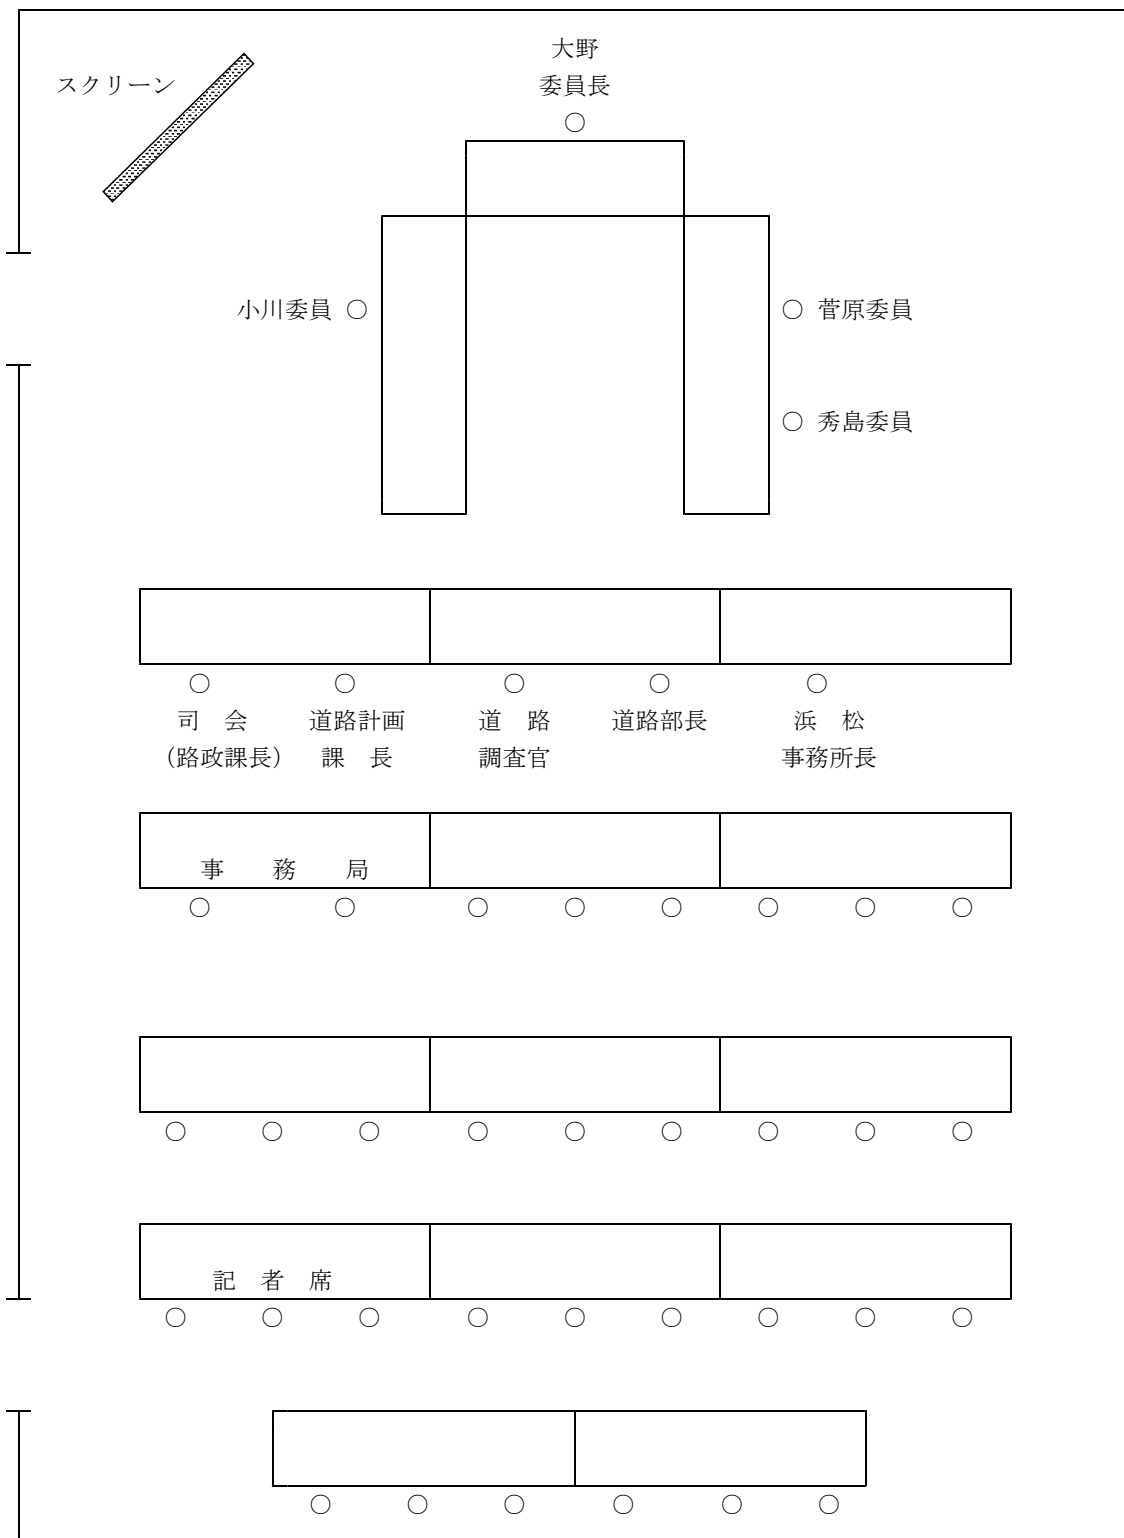 大野
委員長
スクリーン
小川委員 ○
○ 菅原委員
○ 秀島委員
司　会　道路計画　道　路　道路部長　浜　松
（路政課長）　課　長　調査官　事務所長
事　務　局
記　者　席